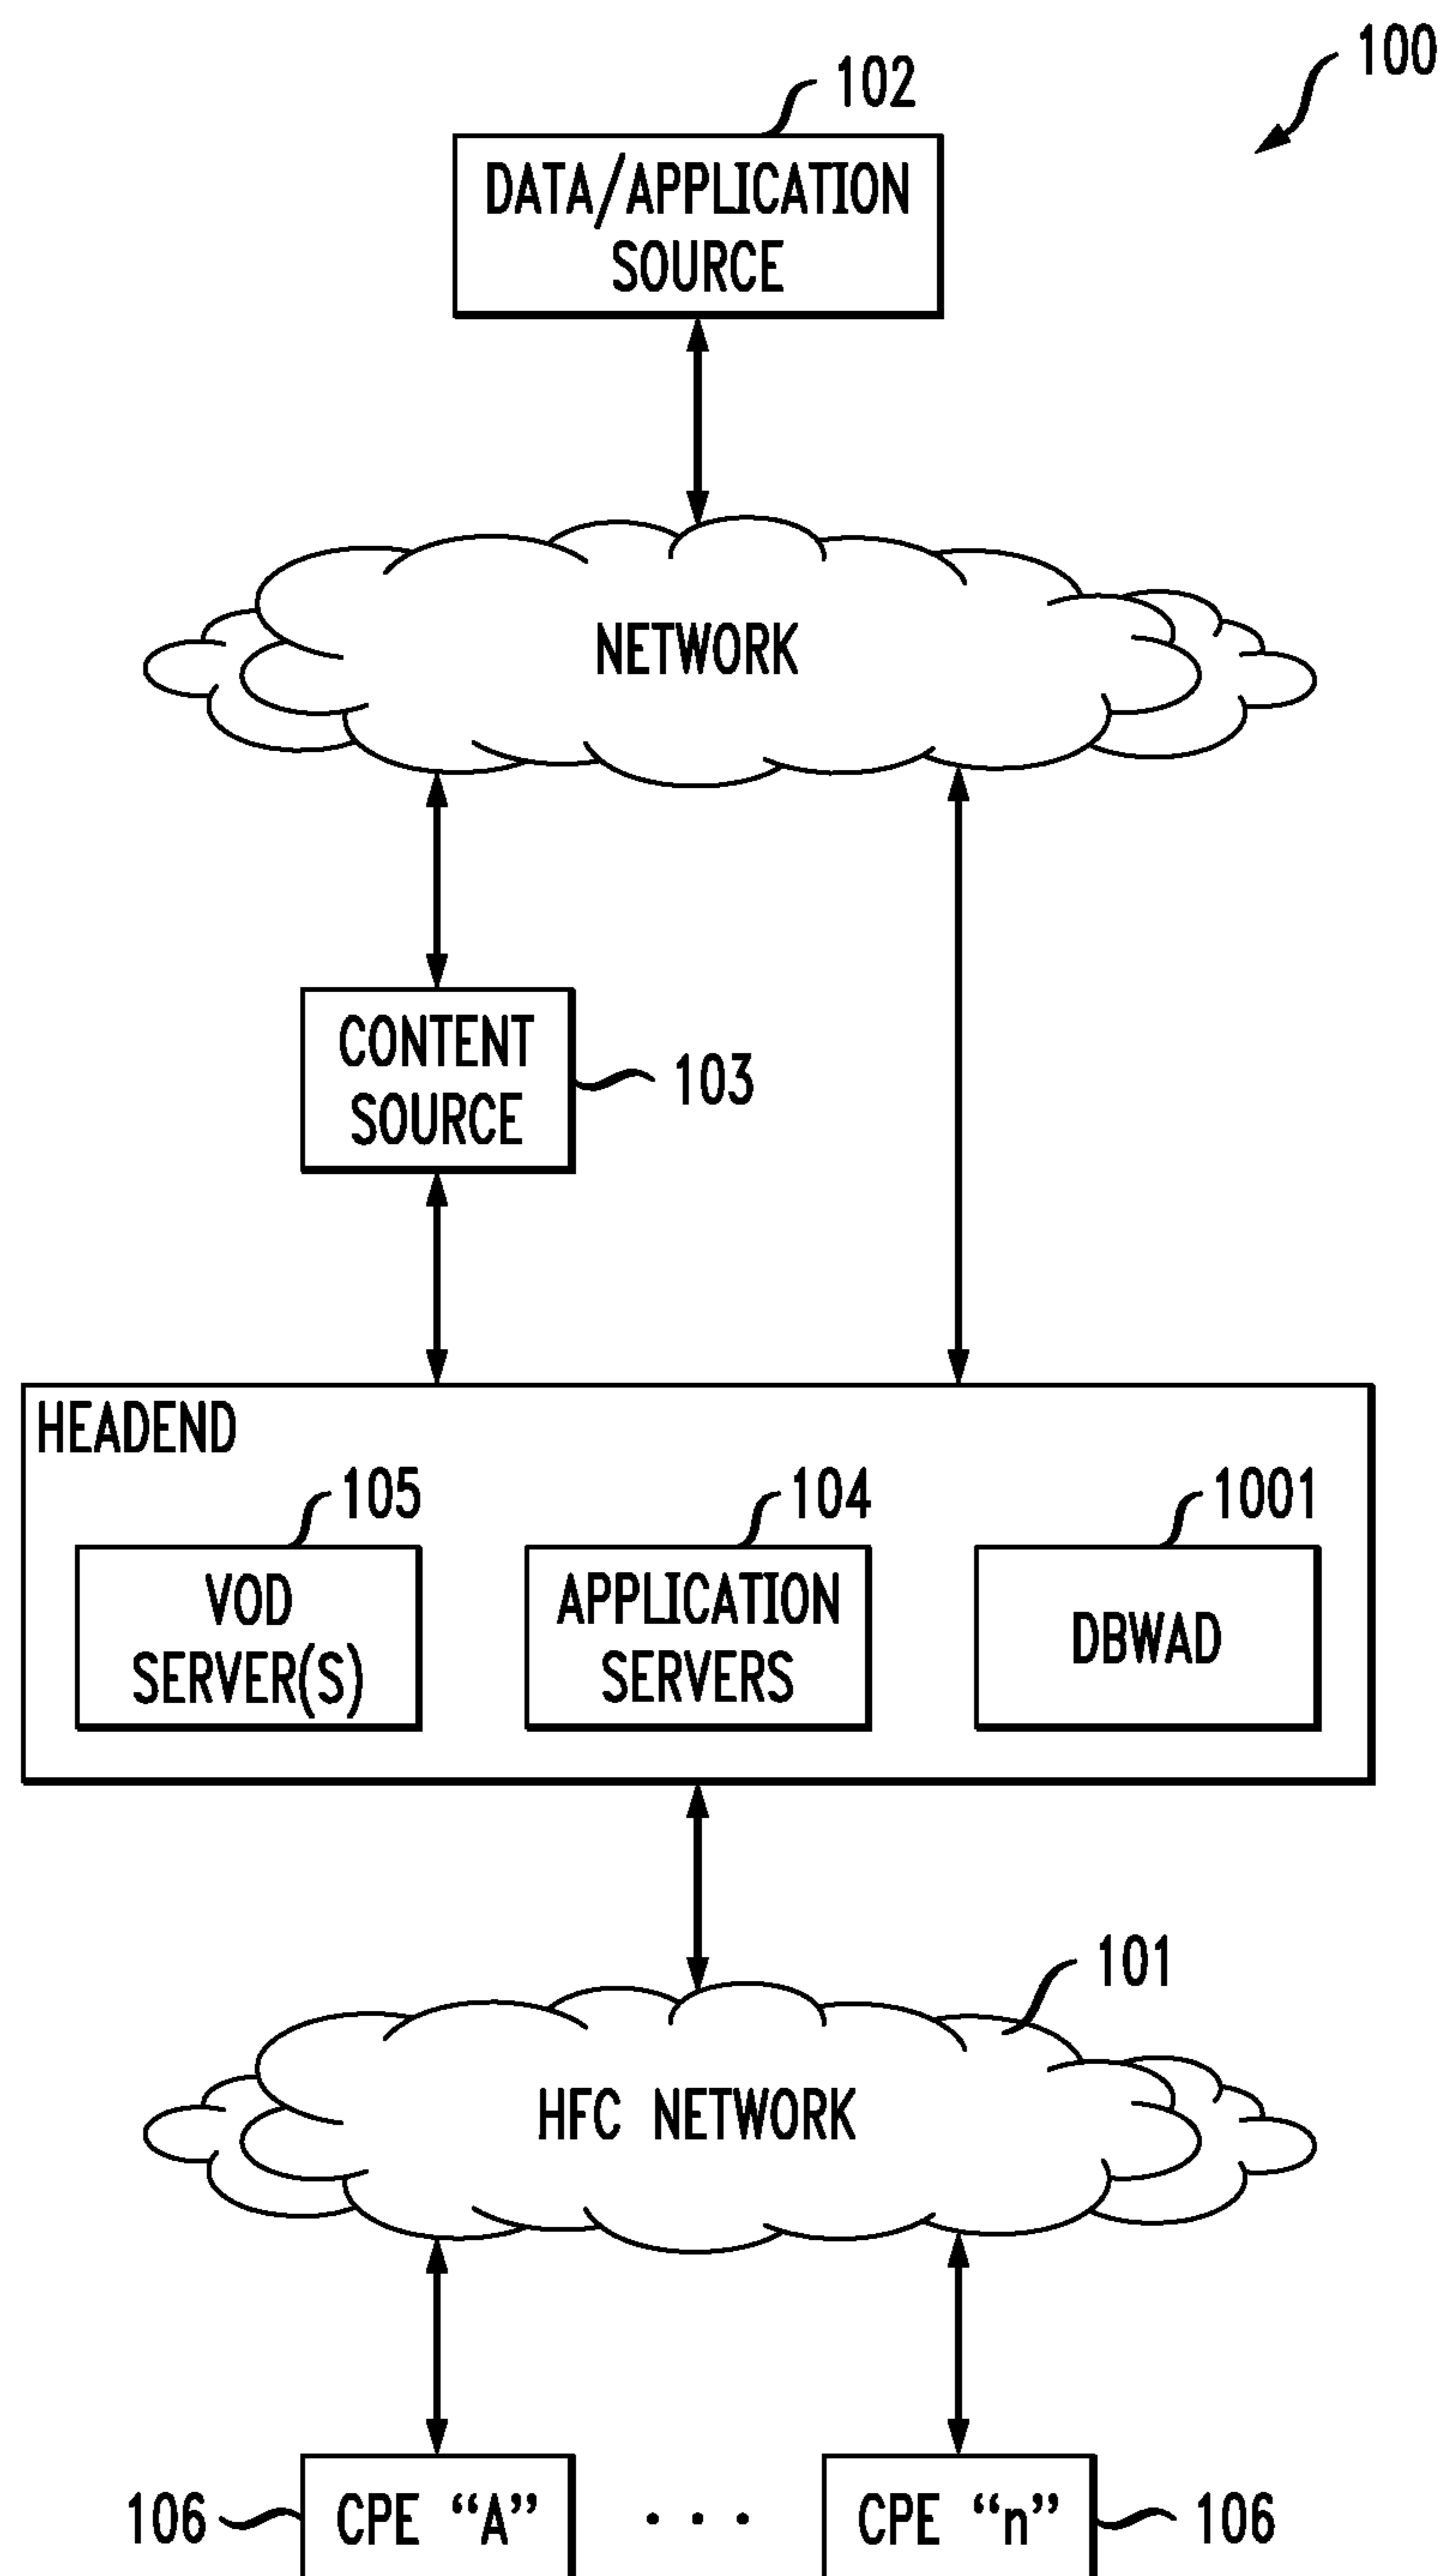 100
102
DATA/APPLICATION
SOURCE
NETWORK
CONTENT
SOURCE
103
HEADEND
105
104
1001
VOD
SERVER(S)
APPLICATION
SERVERS
DBWAD
101
HFC NETWORK
106
CPE “A”
. . .
CPE “n”
106